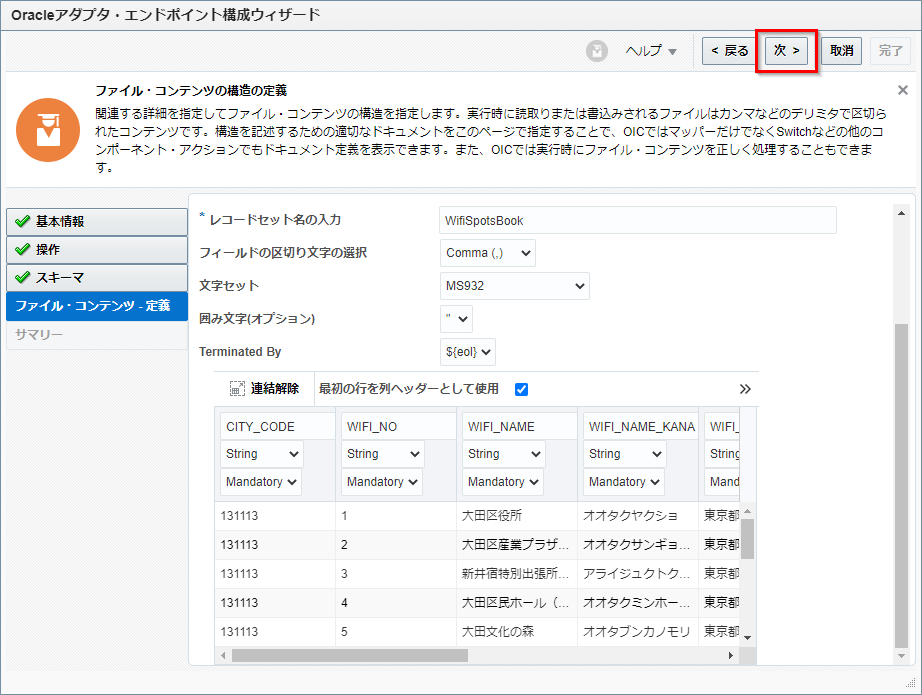 Oracleアダプタ・エンドポイント構成ウィザード
ヘルプ
< 戻る
次 >
取消
完了
ファイル・コンテンツの構造の定義
関連する詳細を指定してファイル・コンテンツの構造を指定します。実行時に読取りまたは書込みされるファイルはカンマなどのデリミタで区切ら
れたコンテンツです。構造を記述するための適切なドキュメントをこのページで指定することで、OICではマッパーだけでなくSwitchなどの他のコ
ンポーネント・アクションでもドキュメント定義を表示できます。また、OICでは実行時にファイル・コンテンツを正しく処理することもできま
す。
基本情報
操作
スキーマ
ファイル・コンテンツ - 定義
サマリー
* レコードセット名の入力 WifiSpotsBook
フィールドの区切り文字の選択 Comma (,)
文字セット MS932
囲み文字(オプション) "
Terminated By ${eol}
連結解除 最初の行を列ヘッダーとして使用
CITY_CODE WIFI_NO WIFI_NAME WIFI_NAME_KANA WIFI_
String String String String String
Mandatory Mandatory Mandatory Mandatory Mand
131113 1 大田区役所 オオタクヤクショ 東京都
131113 2 大田区産業プラザ... オオタクサンギョ... 東京都
131113 3 新井宿特別出張所... アライジュクトク... 東京都
131113 4 大田区民ホール（... オオタクミンホー... 東京都
131113 5 大田文化の森 オオタブンカノモリ 東京都